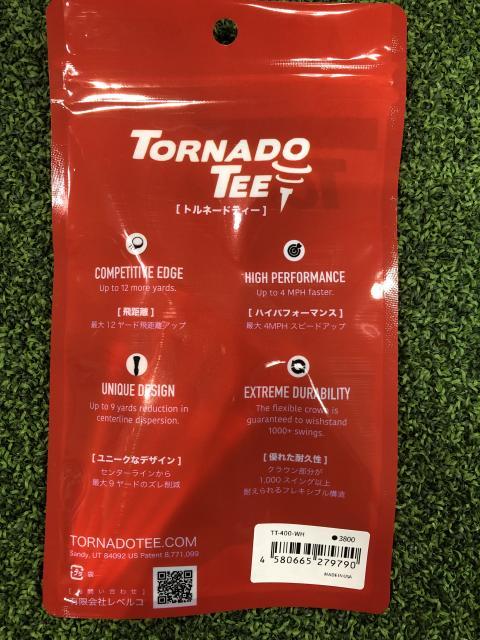 TORNADO
TEE
[ トルネードティー ]
COMPETITIVE EDGE
Up to 12 more yards.
[ 飛距離 ]
最大12ヤード飛距離アップ
HIGH PERFORMANCE
Up to 4 MPH faster.
[ ハイパフォーマンス ]
最大4MPHスピードアップ
UNIQUE DESIGN
Up to 9 yards reduction in
centerline dispersion.
[ ユニークなデザイン ]
センターラインから
最大9ヤードのズレ削減
EXTREME DURABILITY
The flexible crown is
guaranteed to wishstand
1000+ swings.
[ 優れた耐久性 ]
クラウン部分が
1,000スイング以上
耐えられるフレキシブル構造
TORNADOTEE.COM
Sandy, UT 84092 US Patent 8,771,099
プラ 袋
[ お問い合わせ ]
有限会社レベルコ
TT-400-WH ●3800
4 580665 279790
MADE IN USA